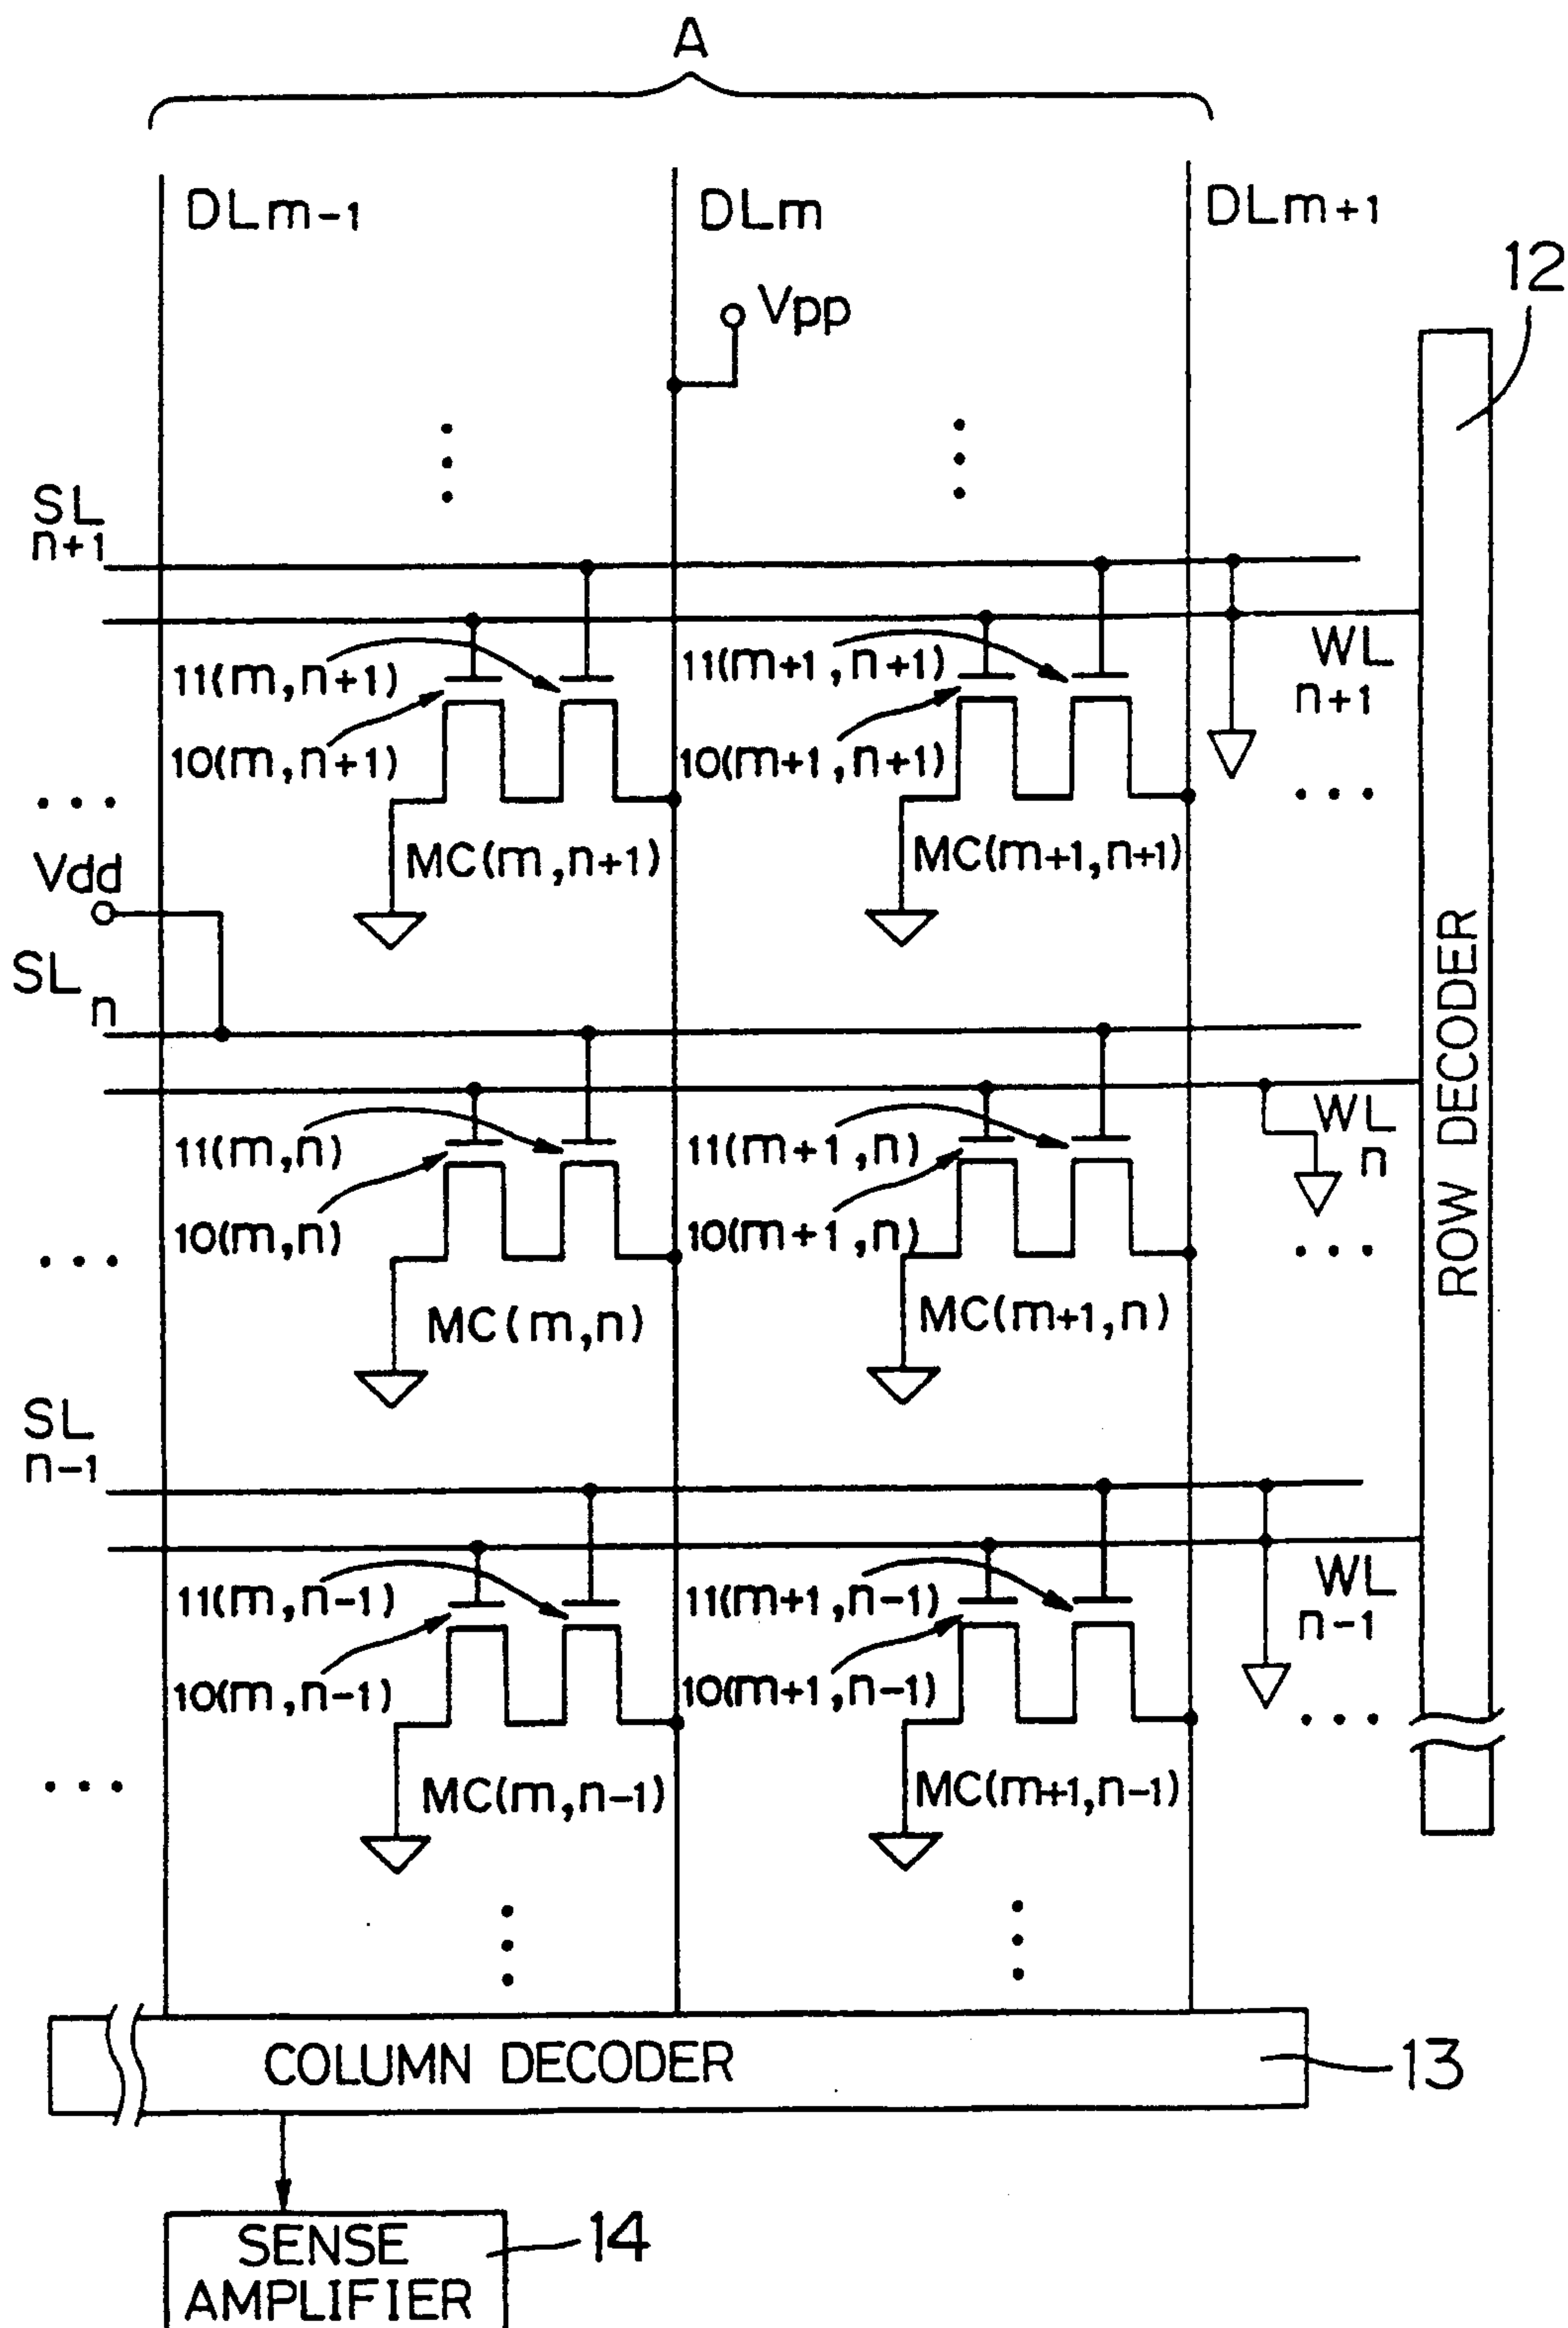 A
DLm-1 DLm DLm+1
12
Vpp
SL
n+1
11(m,n+1) 11(m+1,n+1) WL
n+1
10(m,n+1) 10(m+1,n+1)
... ...
MC(m,n+1) MC(m+1,n+1)
Vdd
SL
n
ROW DECODER
11(m,n) 11(m+1,n) WL
n
10(m,n) 10(m+1,n)
... ...
MC(m,n) MC(m+1,n)
SL
n-1
11(m,n-1) 11(m+1,n-1) WL
n-1
10(m,n-1) 10(m+1,n-1)
... ...
MC(m,n-1) MC(m+1,n-1)
COLUMN DECODER 13
SENSE 14
AMPLIFIER